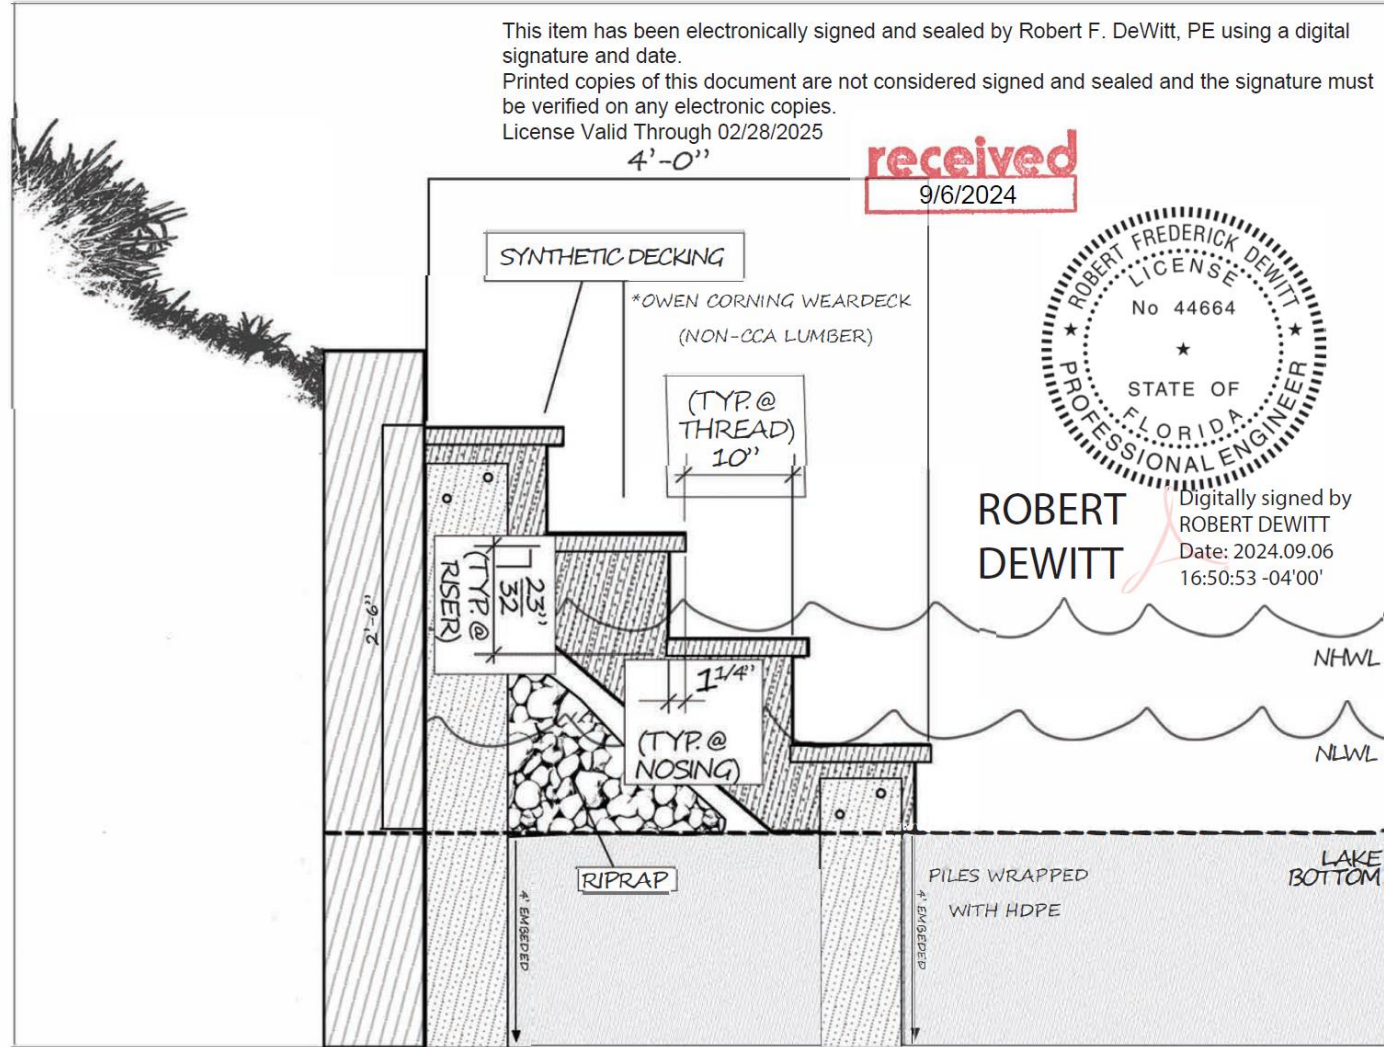 This item has been electronically signed and sealed by Robert F. DeWitt, PE using a digital
signature and date.
Printed copies of this document are not considered signed and sealed and the signature must
be verified on any electronic copies.
License Valid Through 02/28/2025
4'-0"
received
9/6/2024
SYNTHETIC DECKING
*OWEN CORNING WEARDECK
(NON-CCA LUMBER)
(TYP. @
THREAD)
10"
ROBERT FREDERICK DEWITT
LICENSE
No 44664
STATE OF
FLORIDA
PROFESSIONAL ENGINEER
ROBERT
DEWITT
Digitally signed by
ROBERT DEWITT
Date: 2024.09.06
16:50:53 -04'00'
2'-6"
7 23/32"
(TYP. @
RISER)
NHWL
1 1/4"
(TYP. @
NOSING)
NLWL
RIPRAP
LAKE
BOTTOM
PILES WRAPPED
WITH HDPE
4' EMBEDED
4' EMBEDED